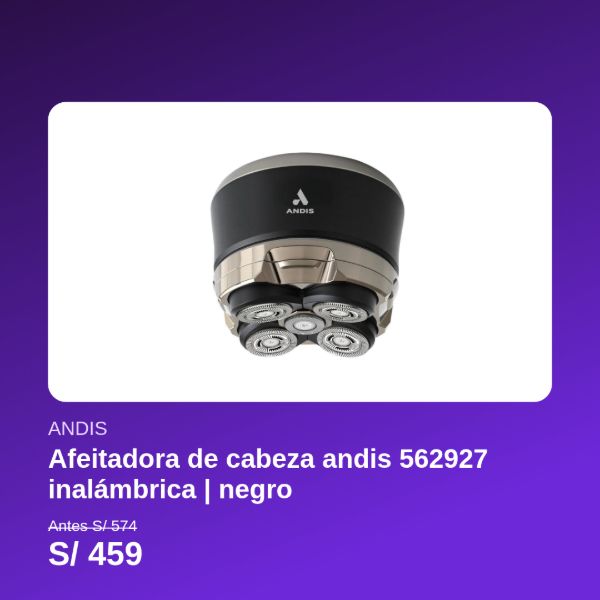 ANDIS
ANDIS
Afeitadora de cabeza andis 562927
inalámbrica | negro
Antes S/ 574
S/ 459